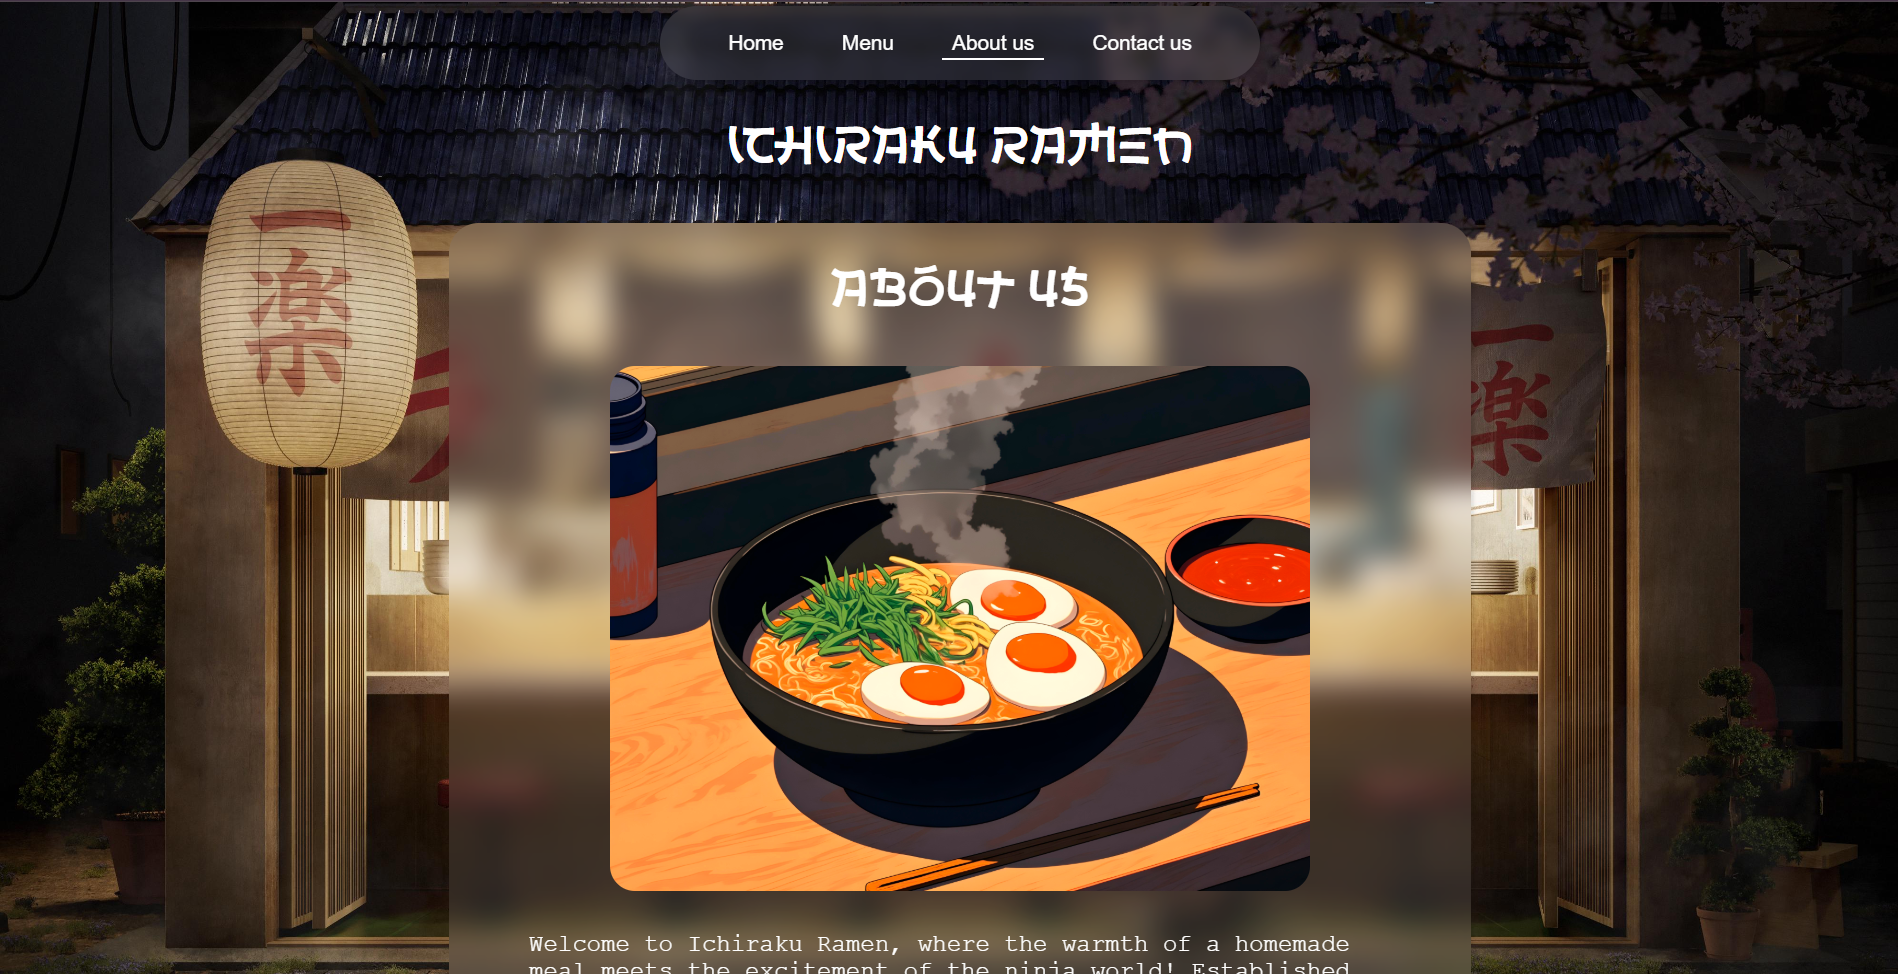 Home Menu About us Contact us
ICHIRAKU RAMEN
一楽
ABOUT US
一楽
Welcome to Ichiraku Ramen, where the warmth of a homemade
meal meets the excitement of the ninja world! Established